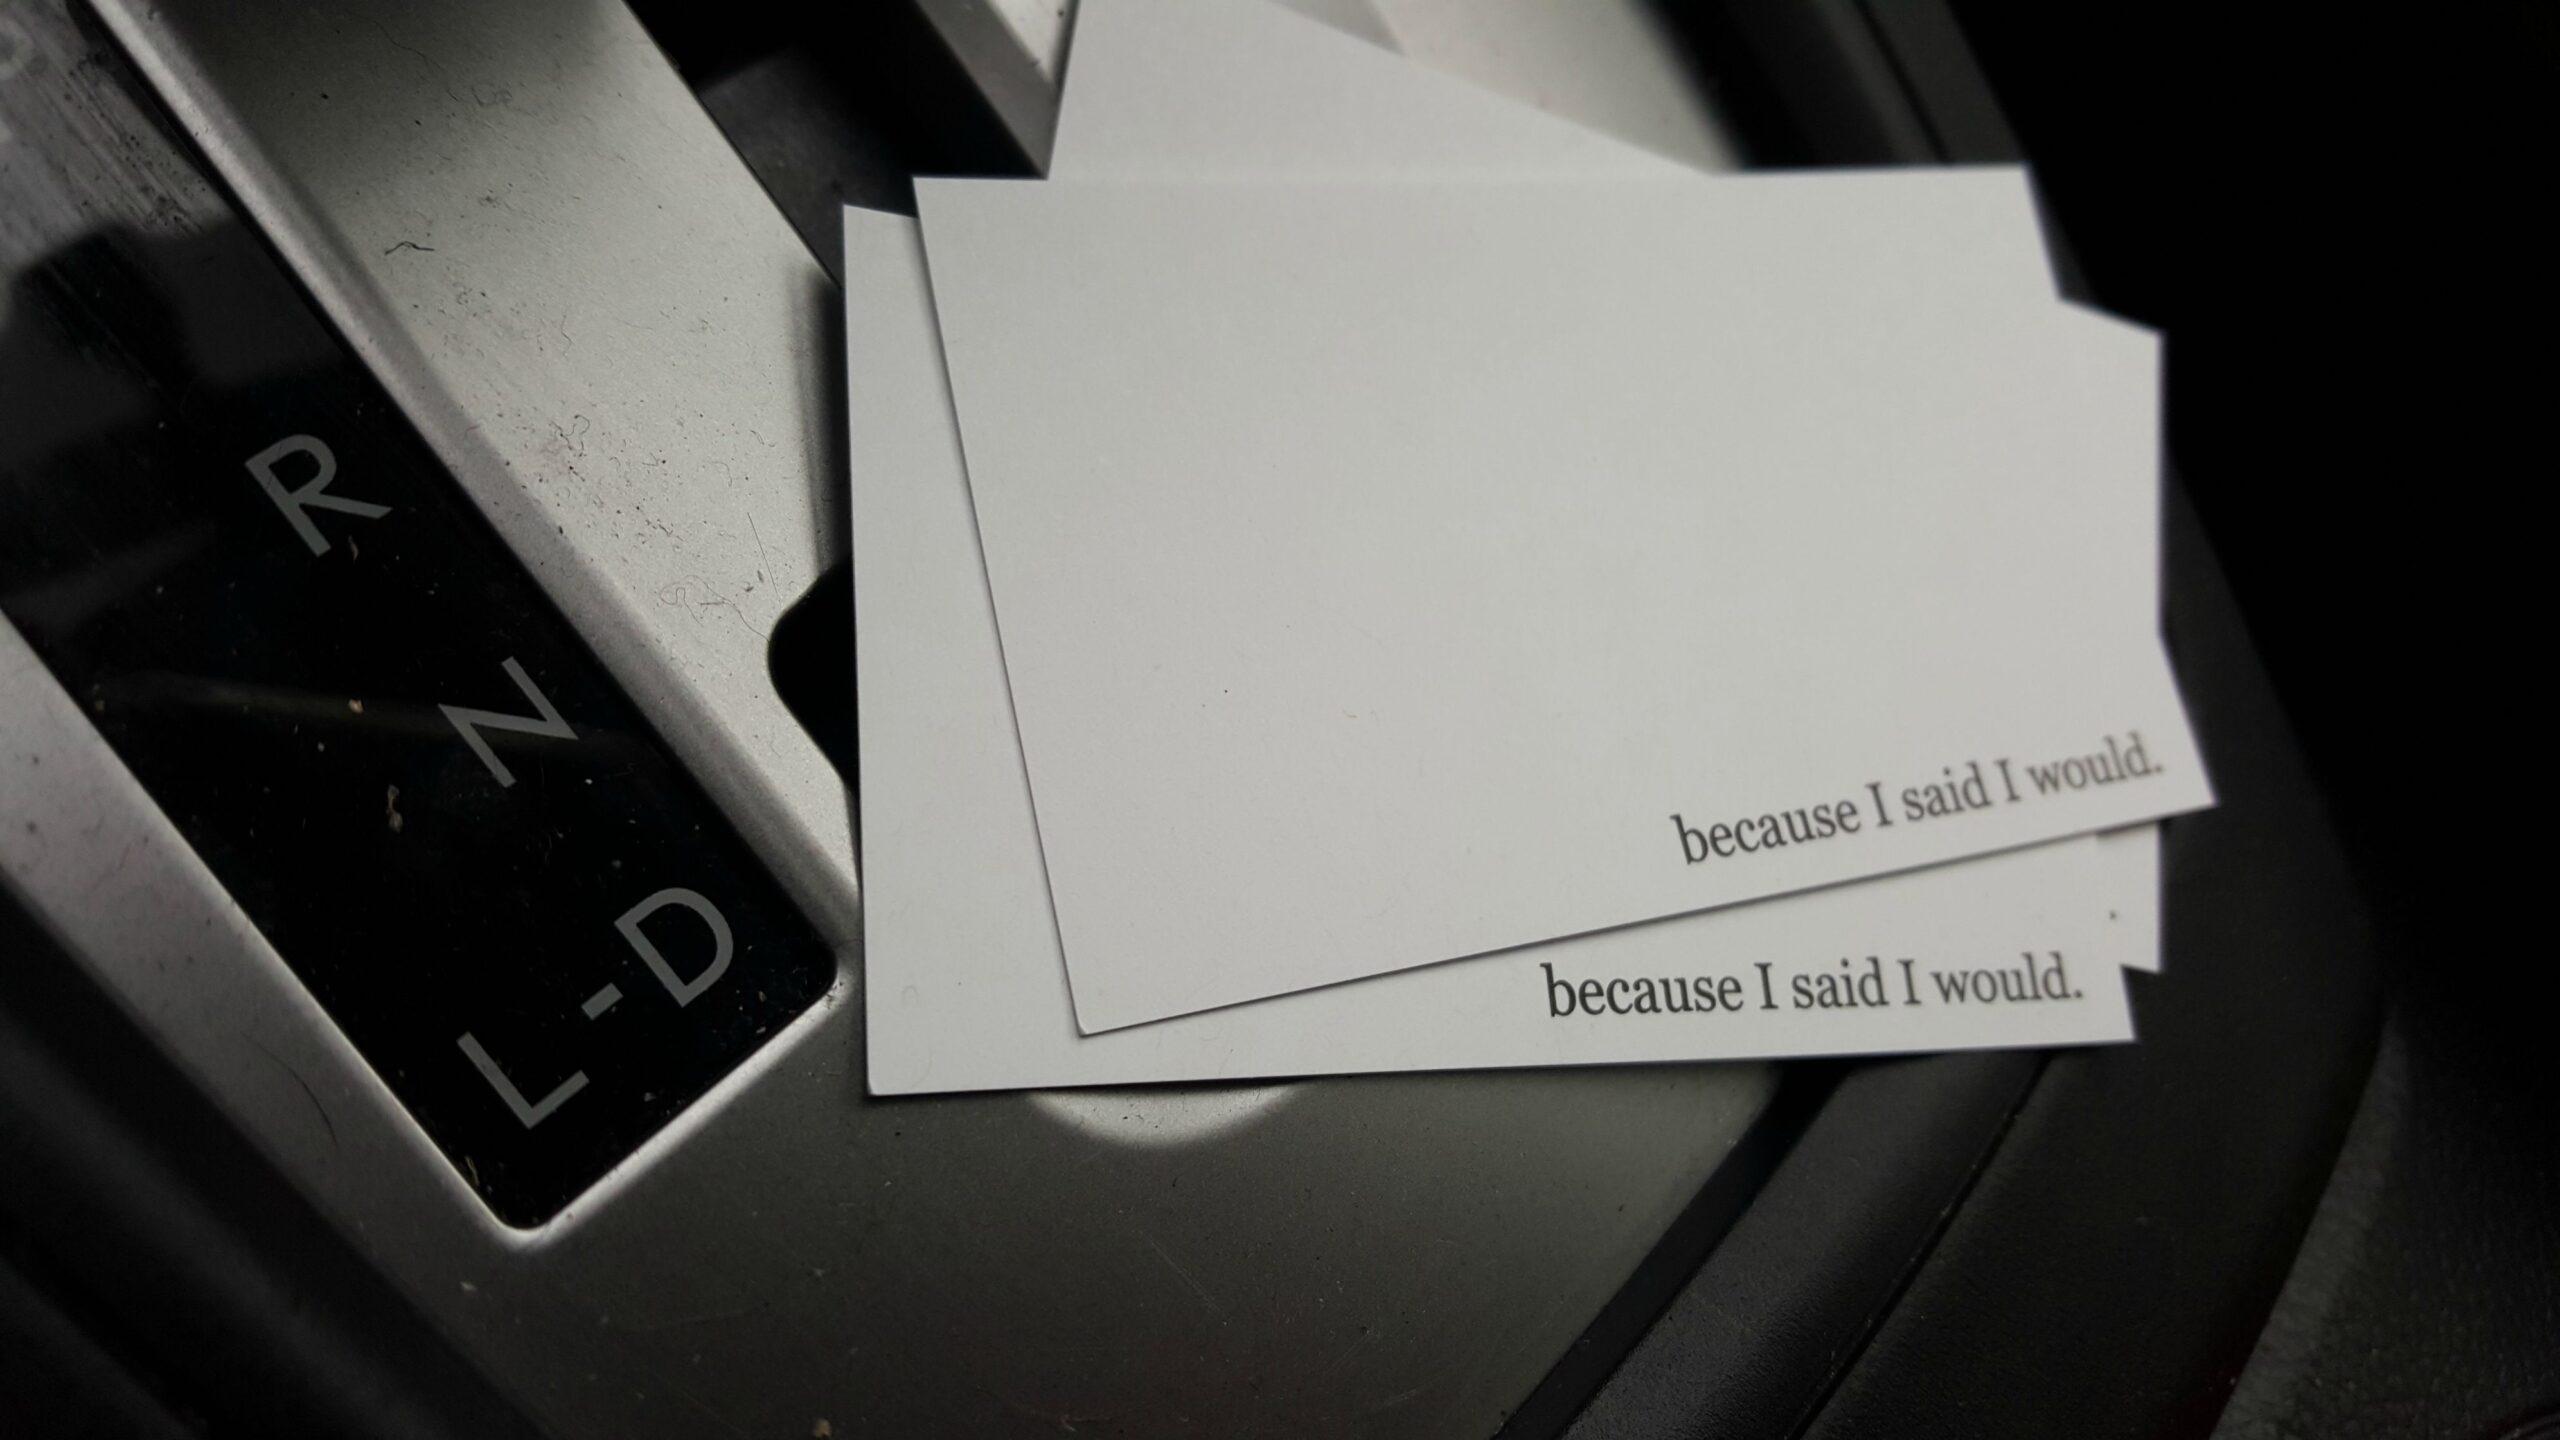 R
N
L-D
because I said I would.
because I said I would.